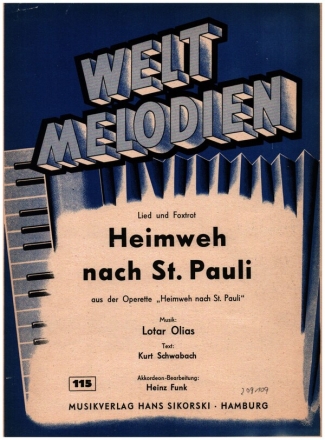 WELT
MELODIEN
Lied und Foxtrot
Heimweh
nach St. Pauli
aus der Operette „Heimweh nach St. Pauli“
Musik:
Lotar Olias
Text:
Kurt Schwabach
115
Akkordeon-Bearbeitung:
Heinz Funk
MUSIKVERLAG HANS SIKORSKI · HAMBURG